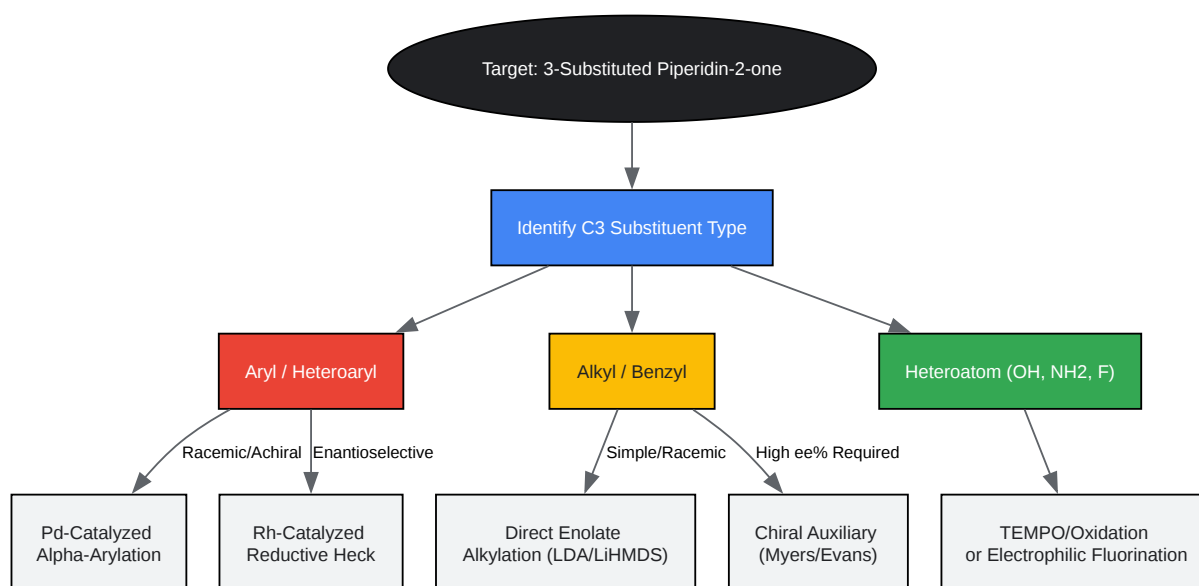 Target: 3-Substituted Piperidin-2-one
Identify C3 Substituent Type
Aryl / Heteroaryl
Alkyl / Benzyl
Heteroatom (OH, NH2, F)
Racemic/Achiral
Enantioselective
Simple/Racemic
High ee% Required
Pd-Catalyzed
Alpha-Arylation
Rh-Catalyzed
Reductive Heck
Direct Enolate
Alkylation (LDA/LiHMDS)
Chiral Auxiliary
(Myers/Evans)
TEMPO/Oxidation
or Electrophilic Fluorination